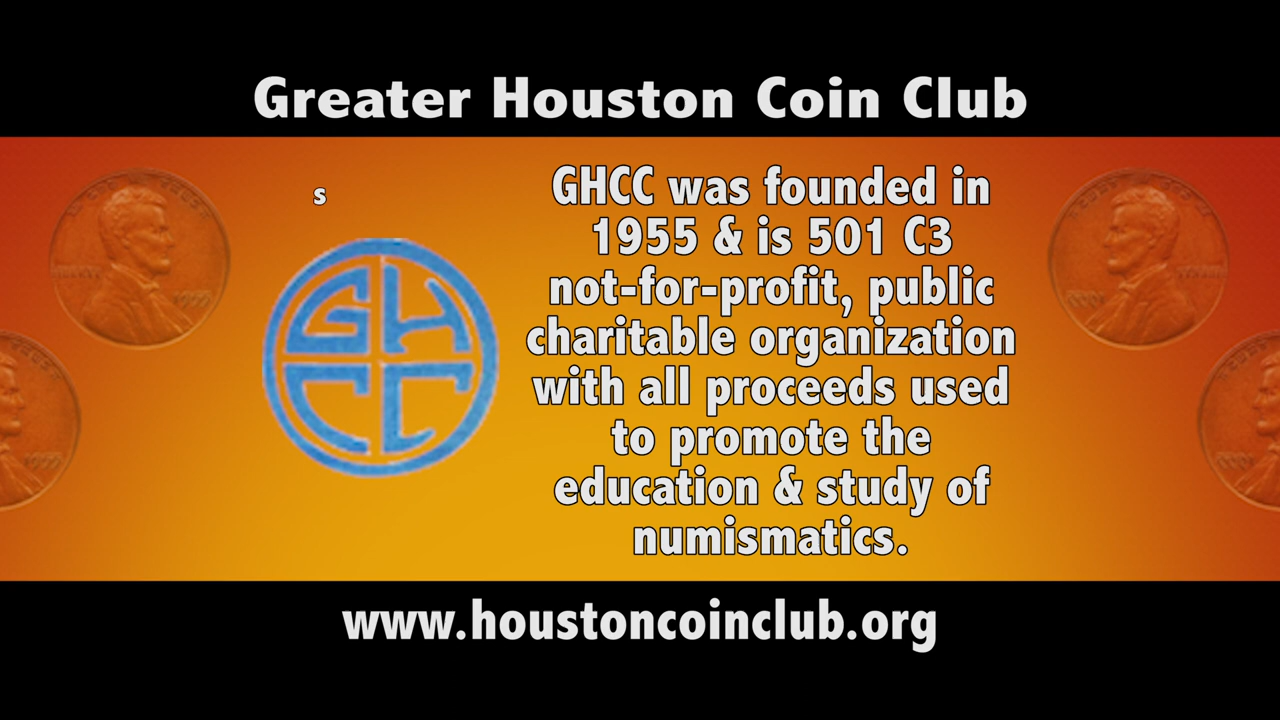 Greater Houston Coin Club
s
GHCC
GHCC was founded in
1955 & is 501 C3
not-for-profit, public
charitable organization
with all proceeds used
to promote the
education & study of
numismatics.
www.houstoncoinclub.org